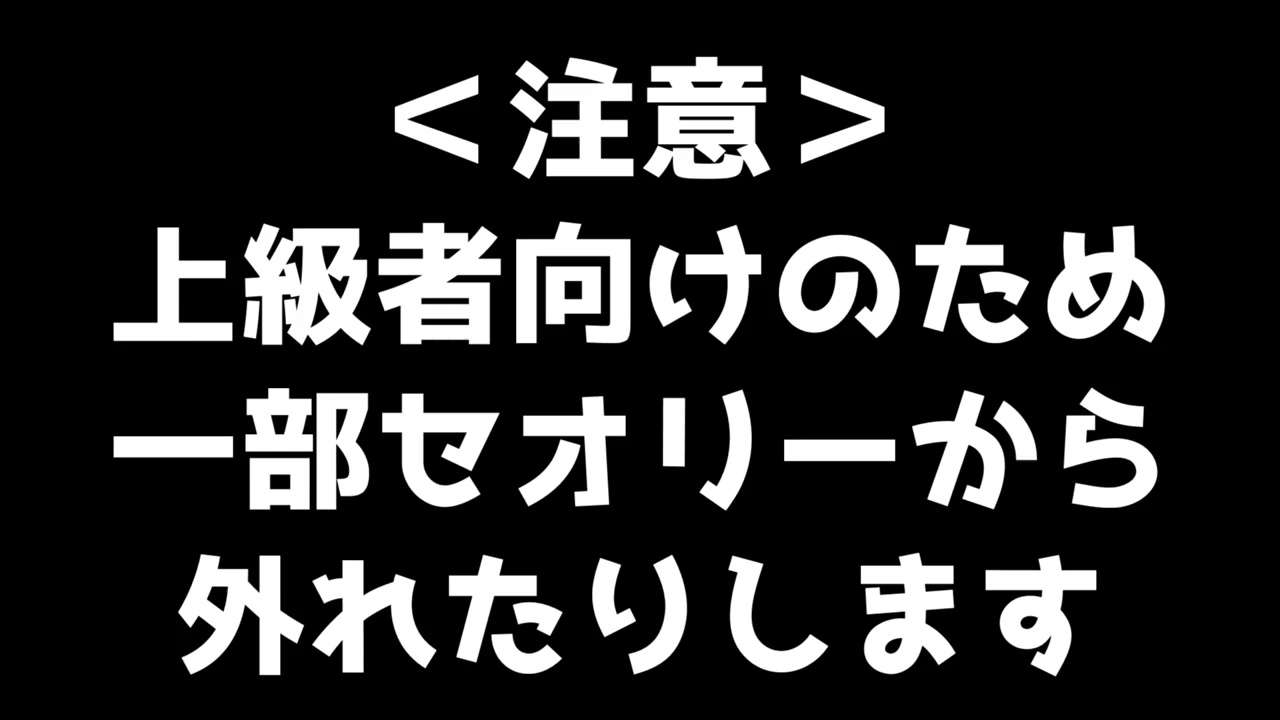 ＜注意＞
上級者向けのため
一部セオリーから
外れたりします